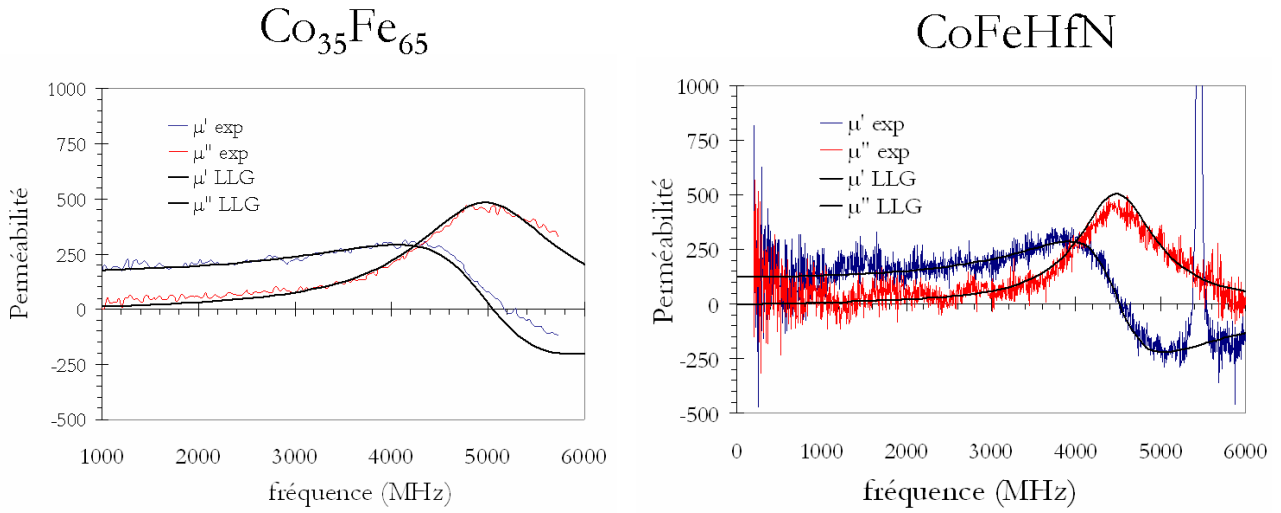 Co35Fe65
1000
750
500
250
0
-250
-500
Perméabilité
μ' exp
μ" exp
μ' LLG
μ" LLG
1000 2000 3000 4000 5000 6000
fréquence (MHz)
CoFeHfN
1000
750
500
250
0
-250
-500
Perméabilité
μ' exp
μ" exp
μ' LLG
μ" LLG
0 1000 2000 3000 4000 5000 6000
fréquence (MHz)